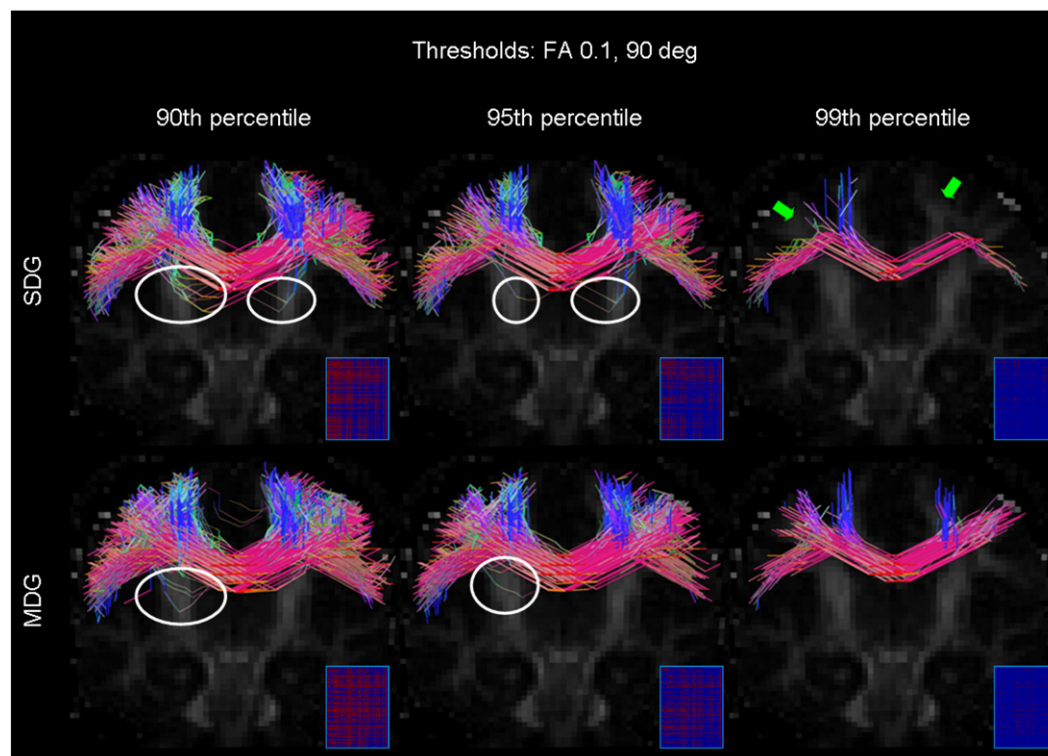 Thresholds: FA 0.1, 90 deg
90th percentile
95th percentile
99th percentile
SDG
MDG